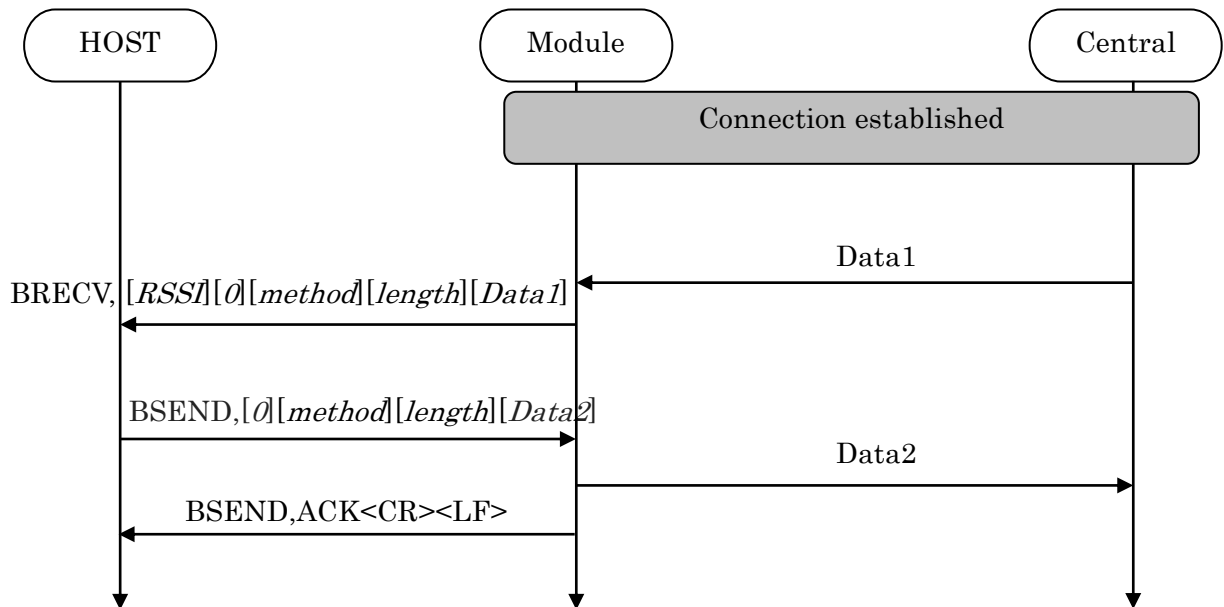 HOST
Module
Central
Connection established
Data1
BRECV, [RSSI][0][method][length][Data1]
BSEND,[0][method][length][Data2]
Data2
BSEND,ACK<CR><LF>